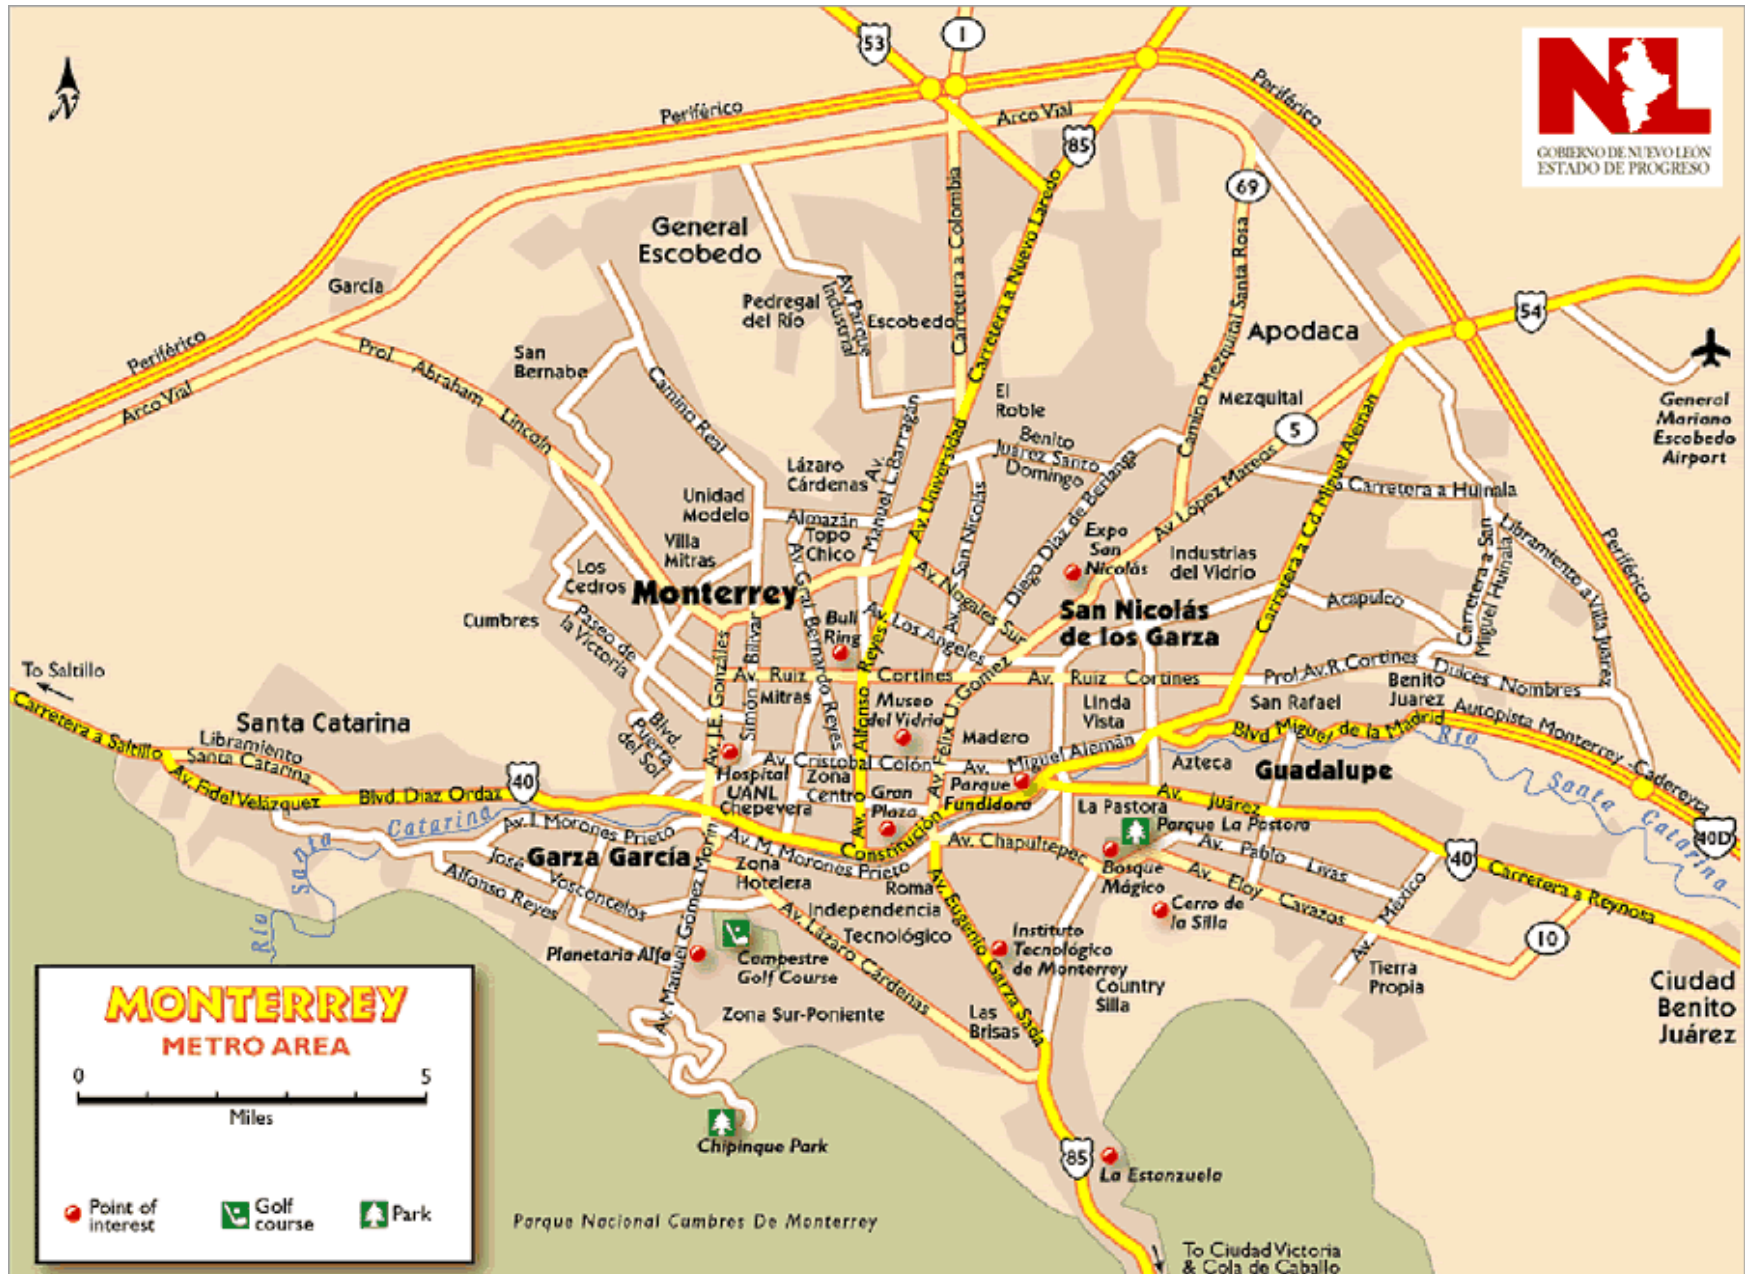 53
1
Periférico
Arco Vial
Periférico
85
NL
GOBIERNO DE NUEVO LEÓN
ESTADO DE PROGRESO
N
69
Carretera a Colombia
Carretera a Nuevo Laredo
Camino Mezquital Santa Rosa
General
Escobedo
García
Av. Parque
Industrial
Pedregal
del Río
Escobedo
54
Apodaca
Periférico
Arco Vial
Prol.
Abraham
Lincoln
San
Bernabe
Camino Real
El
Roble
Mezquital
General
Mariano
Escobedo
Airport
5
Carretera a Cd. Miguel Alemán
Av. Universidad
Av.
Manuel L. Barragán
Benito
Juárez Santo
Domingo
Lázaro
Cárdenas
Unidad
Modelo
Almazán
Topo
Chico
Av. San Nicolás
Diego Díaz de Berlanga
Av López Mateos
Carretera a Huinala
Carretera a San
Miguel Huinala
Libramiento a Villa Juárez
Periférico
Villa
Mitras
Los
Cedros
Expo
San
Nicolás
Industrias
del Vidrio
Monterrey
Av. Nogales Sur
San Nicolás
de los Garza
Acapulco
Cumbres
Paseo de
la Victoria
Bull
Ring
Av. Los Angeles
Av. Gral Bernardo Reyes
Simón Bilivar
Av. J.E. Gonzáles
To Saltillo
Carretera a Saltillo
Av. Ruiz
Cortines
Av. Ruiz Cortines
Prol. Av. R. Cortines
Dulces Nombres
Mitras
Museo
del Vidrio
Av. Felix U. Gomez
Linda
Vista
San Rafael
Benito
Juarez
Autopista Monterrey - Cadereyta
Santa Catarina
Libramiento
Santa Catarina
Blvd.
Puerra
del Sol
Av. Alfonso Reyes
Madero
Blvd Miguel de la Madrid
Río
Santa
Catarina
Av. Cristobal Colón
Av. Miguel Alemán
Azteca
Guadalupe
Hospital
UANL
Chepevera
Zona
Centro
Gran
Plaza
Parque
Fundidora
40
Av. Fidel Velázquez
Blvd. Diaz Ordaz
La Pastora
Parque La Pastora
Av. Juárez
40D
Río
Santa
Catarina
Av. I. Morones Prieto
Av. M. Morones Prieto
Constitución
Av. Chapultepec
Av. Pablo Livas
40
Carretera a Reynosa
Garza García
José Vosconcelos
Alfonso Reyes
Zona
Hotelera
Roma
Bosque
Mágico
Av. Eloy Cavazos
Cerro de
la Silla
Av. México
10
Independencia
Tecnológico
Av. Lázaro Cárdenas
Av. Eugenio Garza Sada
Instituto
Tecnológico
de Monterrey
Country
Silla
Planetaria Alfa
Av. Manuel Gómez Morin
Campestre
Golf Course
Zona Sur-Poniente
Las
Brisas
Tierra
Propia
Ciudad
Benito
Juárez
MONTERREY
METRO AREA
0
5
Miles
Point of
interest
Golf
course
Park
Chipinque Park
85
La Estanzuela
Parque Nacional Cumbres De Monterrey
To Ciudad Victoria
& Cola de Caballo